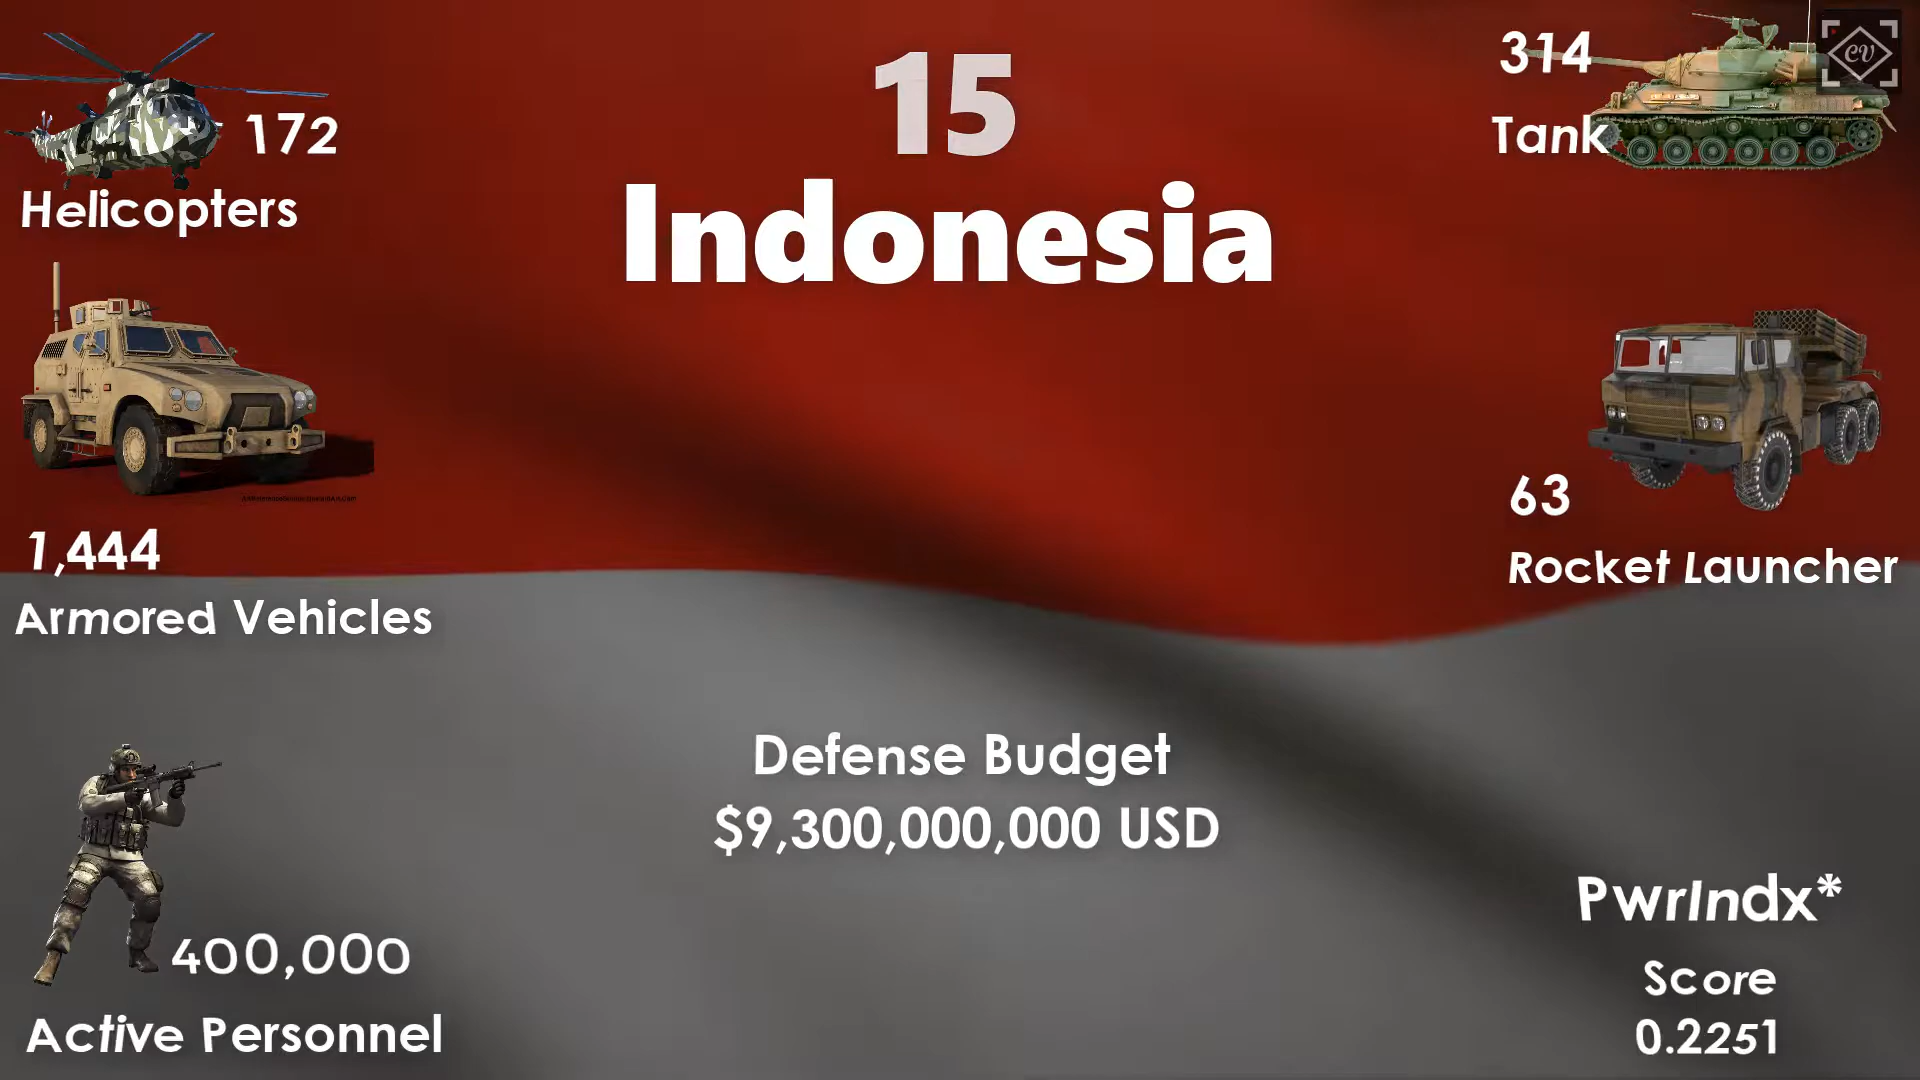 15
Indonesia
172
Helicopters
314
Tank
1,444
Armored Vehicles
63
Rocket Launcher
Defense Budget
$9,300,000,000 USD
400,000
Active Personnel
PwrIndx*
Score
0.2251
CV